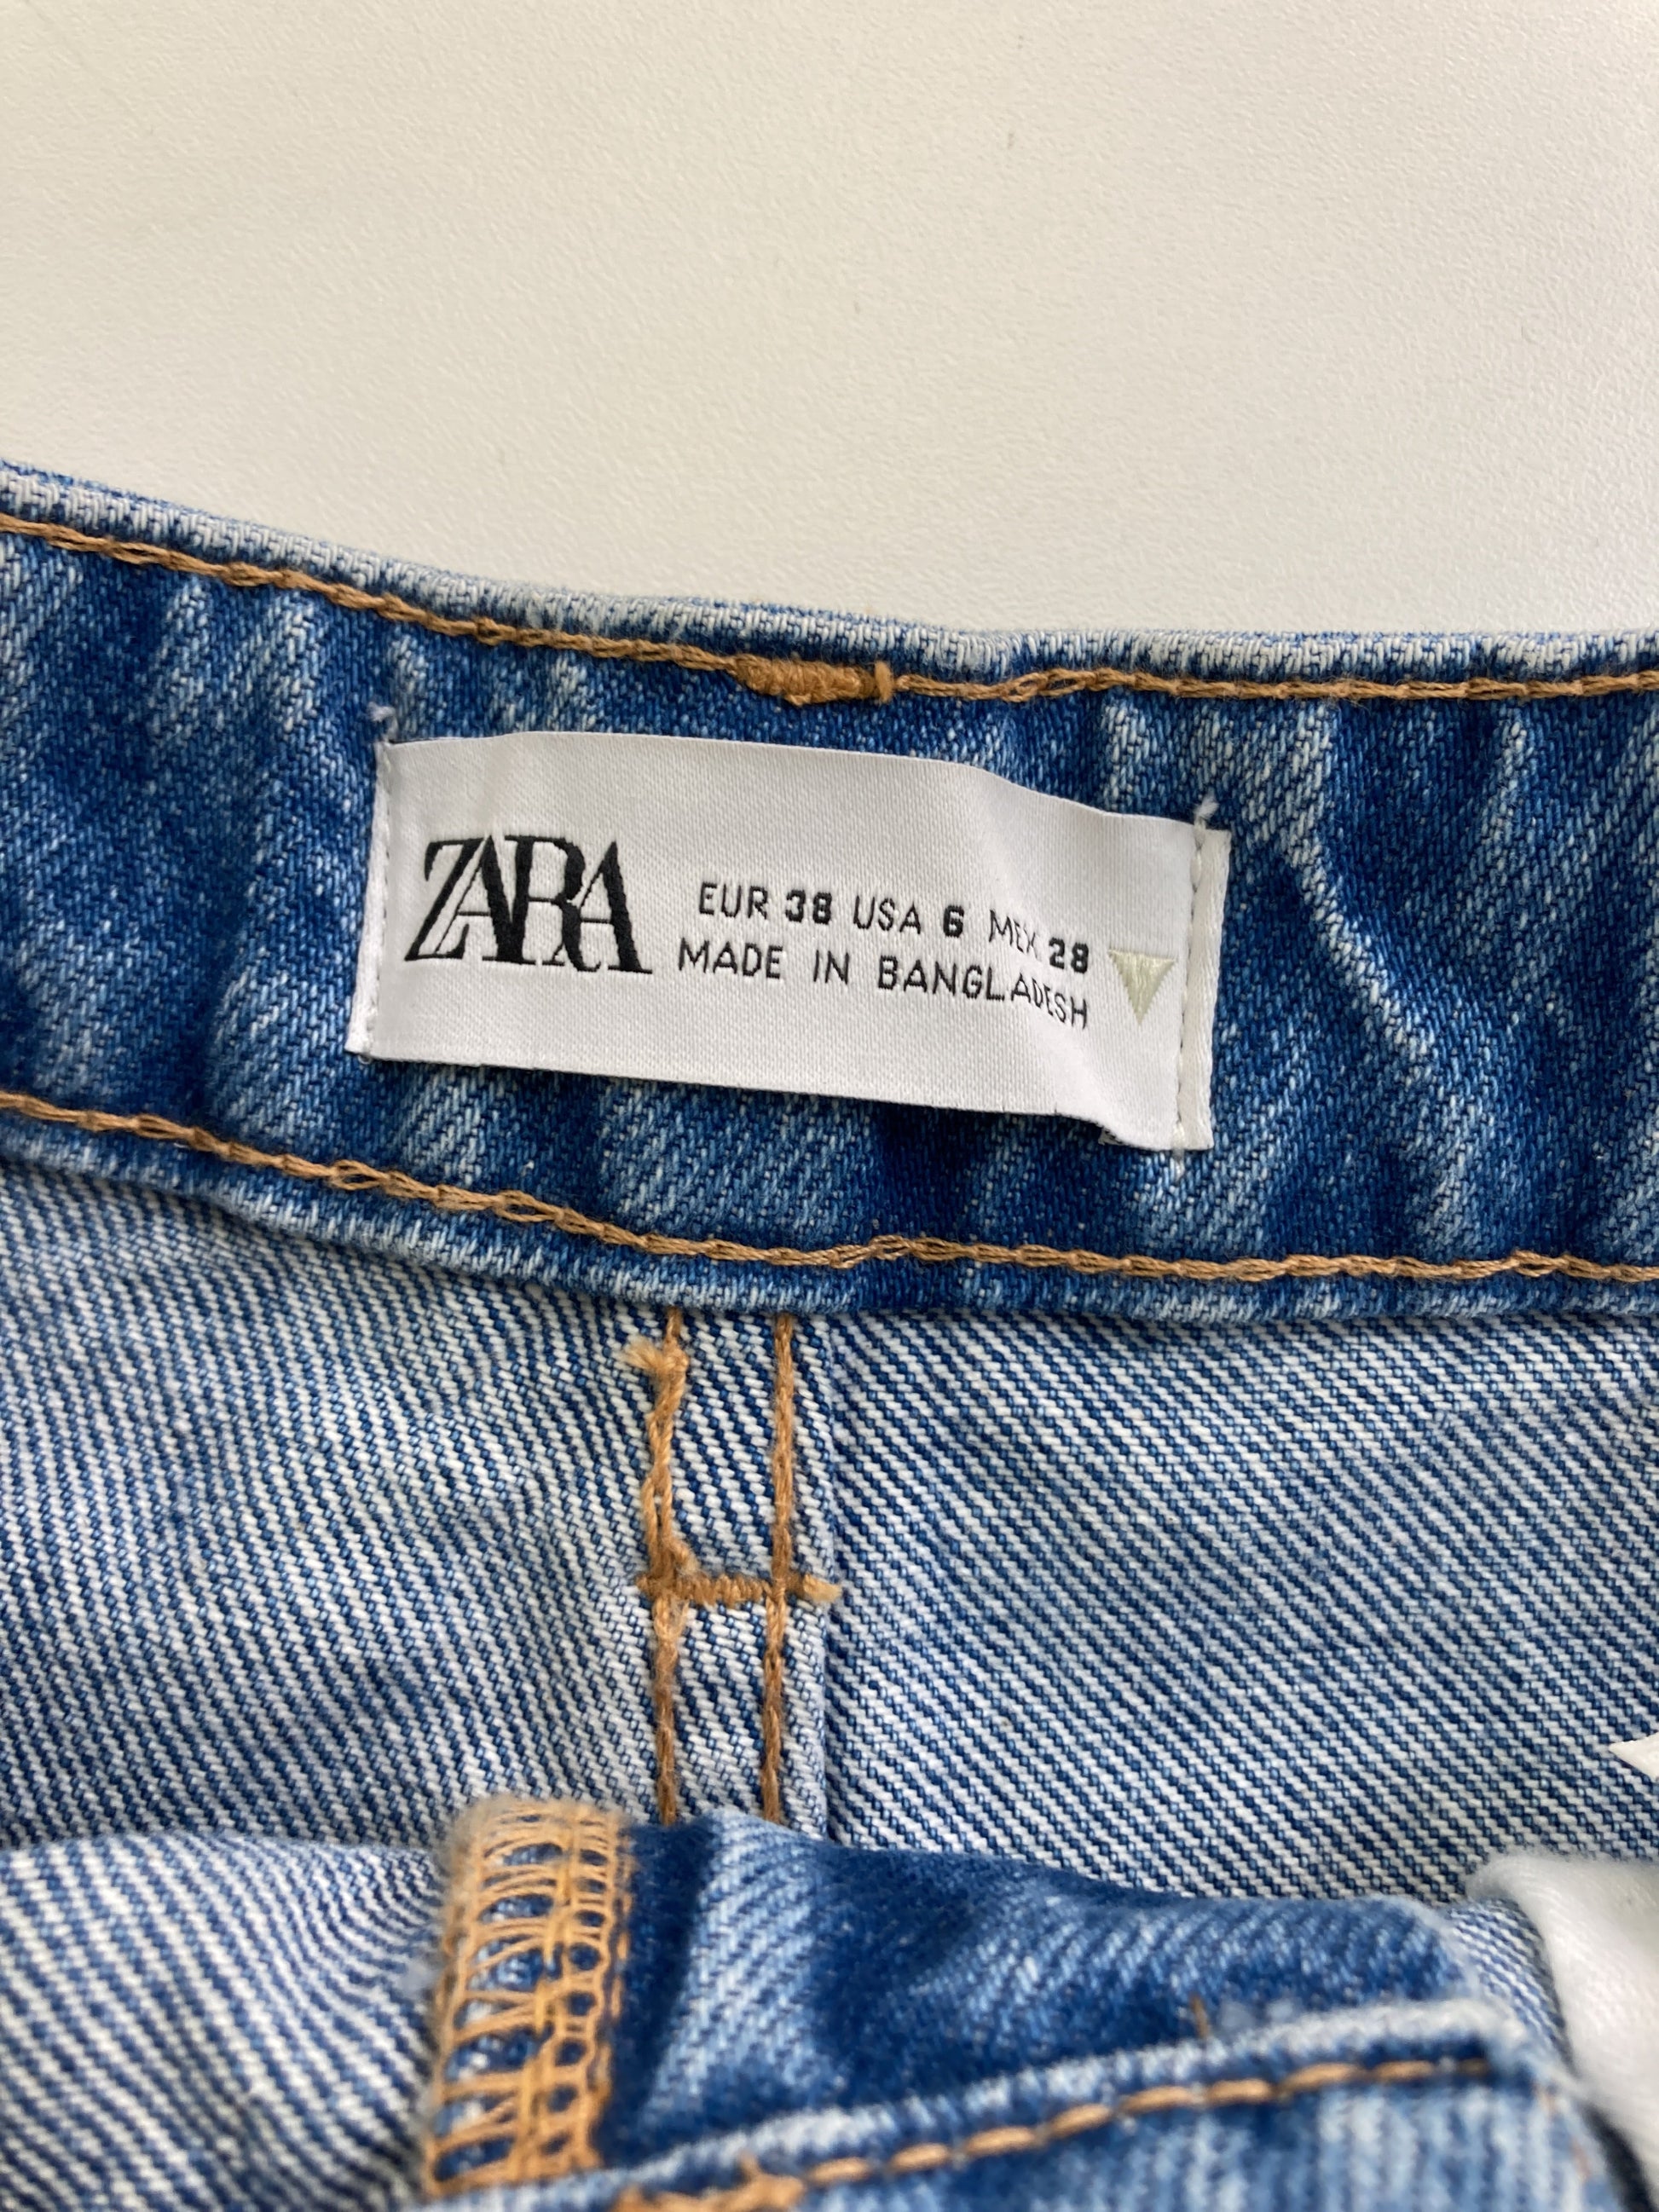 ZARA
EUR 38 USA 6 MEX 28
MADE IN BANGLADESH